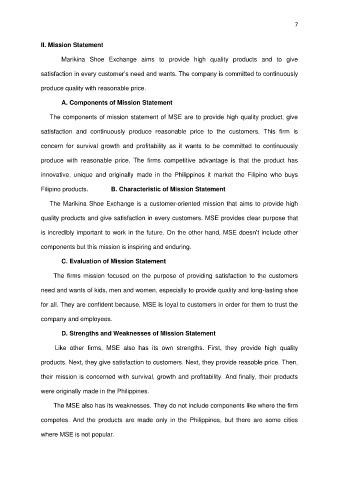 7
II. Mission Statement
Marikina Shoe Exchange aims to provide high quality products and to give
satisfaction in every customer's need and wants. The company is committed to continuously
produce quality with reasonable price.
A. Components of Mission Statement
The components of mission statement of MSE are to provide high quality product, give
satisfaction and continuously produce reasonable price to the customers. This firm is
concern for survival growth and profitability as it wants to be committed to continuously
produce with reasonable price. The firms competitive advantage is that the product has
innovative, unique and originally made in the Philippines it market the Filipino who buys
Filipino products. B. Characteristic of Mission Statement
The Marikina Shoe Exchange is a customer-oriented mission that aims to provide high
quality products and give satisfaction in every customers. MSE provides clear purpose that
is incredibly important to work in the future. On the other hand, MSE doesn't include other
components but this mission is inspiring and enduring.
C. Evaluation of Mission Statement
The firms mission focused on the purpose of providing satisfaction to the customers
need and wants of kids, men and women, especially to provide quality and long-lasting shoe
for all. They are confident because, MSE is loyal to customers in order for them to trust the
company and employees.
D. Strengths and Weaknesses of Mission Statement
Like other firms, MSE also has its own strengths. First, they provide high quality
products. Next, they give satisfaction to customers. Next, they provide reasonable price. Then,
their mission is concerned with survival, growth and profitability. And finally, their products
were originally made in the Philippines.
The MSE also has its weaknesses. They do not include components like where the firm
competes. And the products are made only in the Philippines, but there are some cities
where MSE is not popular.